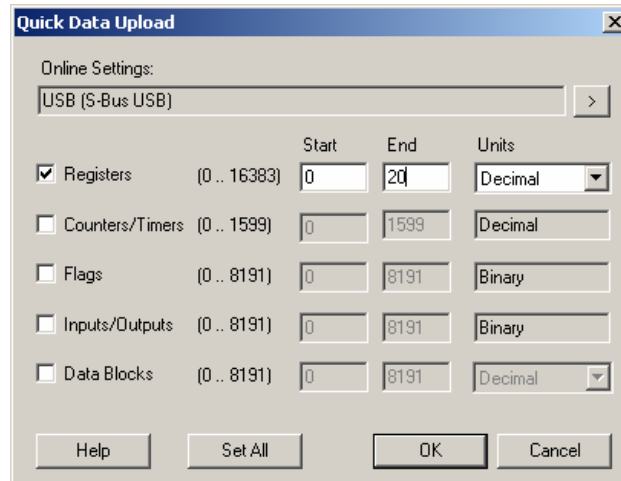 Quick Data Upload
Online Settings:
USB (S-Bus USB)
>
Start End Units
Registers (0 .. 16383) 0 20 Decimal
Counters/Timers (0 .. 1599) 0 1599 Decimal
Flags (0 .. 8191) 0 8191 Binary
Inputs/Outputs (0 .. 8191) 0 8191 Binary
Data Blocks (0 .. 8191) 0 8191 Decimal
Help Set All OK Cancel